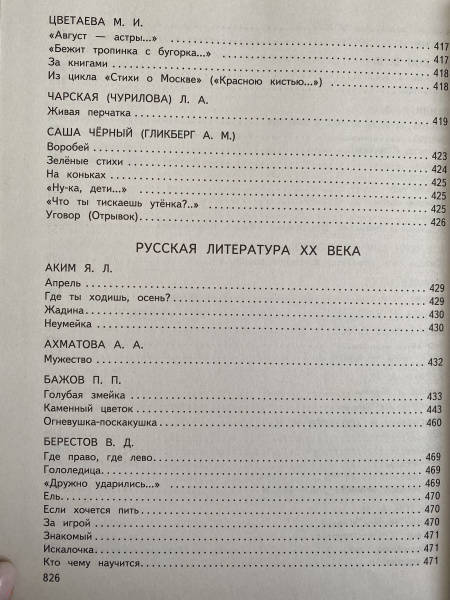 ЦВЕТАЕВА М. И.
«Август — астры...» 417
«Бежит тропинка с бугорка...» 417
За книгами 418
Из цикла «Стихи о Москве» («Красною кистью...») 418
ЧАРСКАЯ (ЧУРИЛОВА) Л. А.
Живая перчатка 419
САША ЧЁРНЫЙ (ГЛИКБЕРГ А. М.)
Воробей 423
Зелёные стихи 424
На коньках 425
«Ну-ка, дети...» 425
«Что ты тискаешь утёнка?..» 425
Уговор (Отрывок) 426
РУССКАЯ ЛИТЕРАТУРА XX ВЕКА
АКИМ Я. Л.
Апрель 429
Где ты ходишь, осень? 429
Жадина 430
Неумейка 430
АХМАТОВА А. А.
Мужество 432
БАЖОВ П. П.
Голубая змейка 433
Каменный цветок 443
Огневушка-поскакушка 460
БЕРЕСТОВ В. Д.
Где право, где лево 469
Гололедица 469
«Дружно ударились...» 469
Ель 470
Если хочется пить 470
За игрой 470
Знакомый 471
Искалочка 471
Кто чему научится 471
826